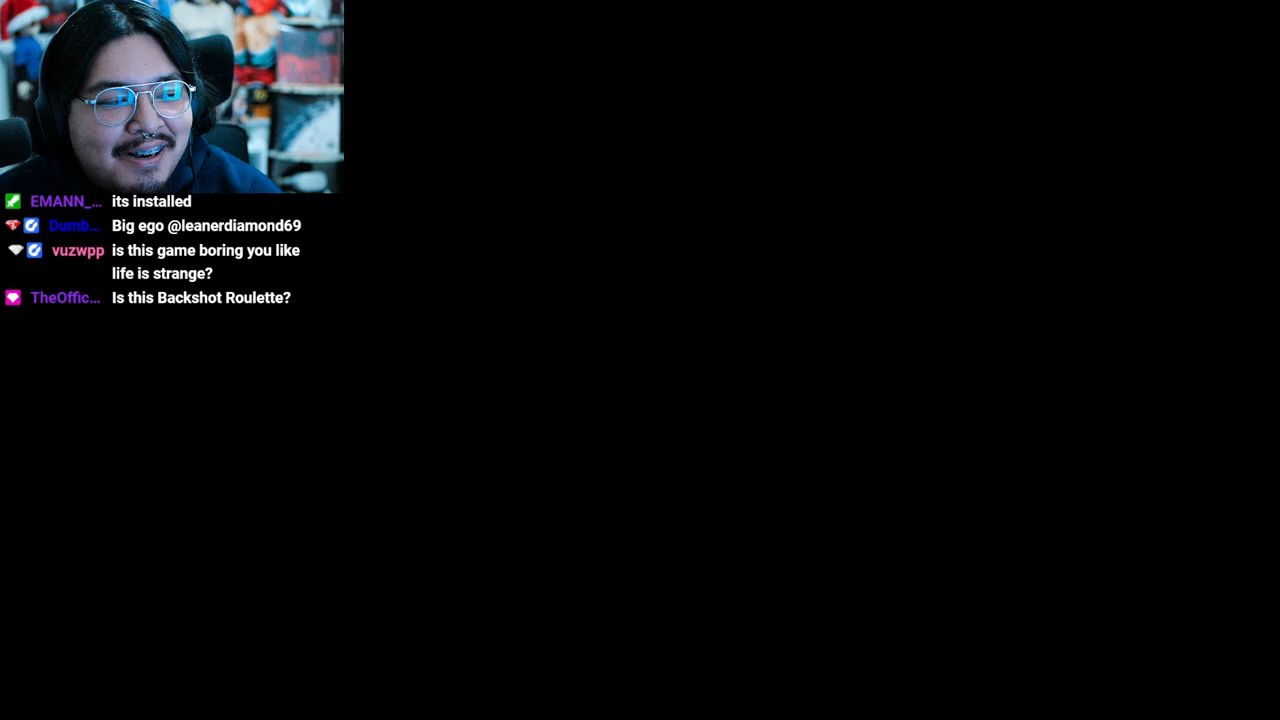 EMANN_... its installed
Dumb... Big ego @leanerdiamond69
vuzwpp is this game boring you like
life is strange?
TheOffic... Is this Backshot Roulette?